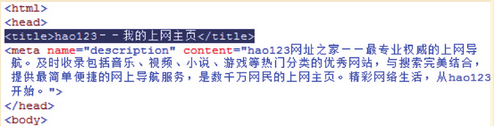 <html>
<head>
<title>hao123--我的上网主页</title>
<meta name="description" content="hao123网址之家--最专业权威的上网导
航。及时收录包括音乐、视频、小说、游戏等热门分类的优秀网站,与搜索完美结合,
提供最简单便捷的网上导航服务,是数千万网民的上网主页。精彩网络生活,从hao123
开始。">
</head>
<body>